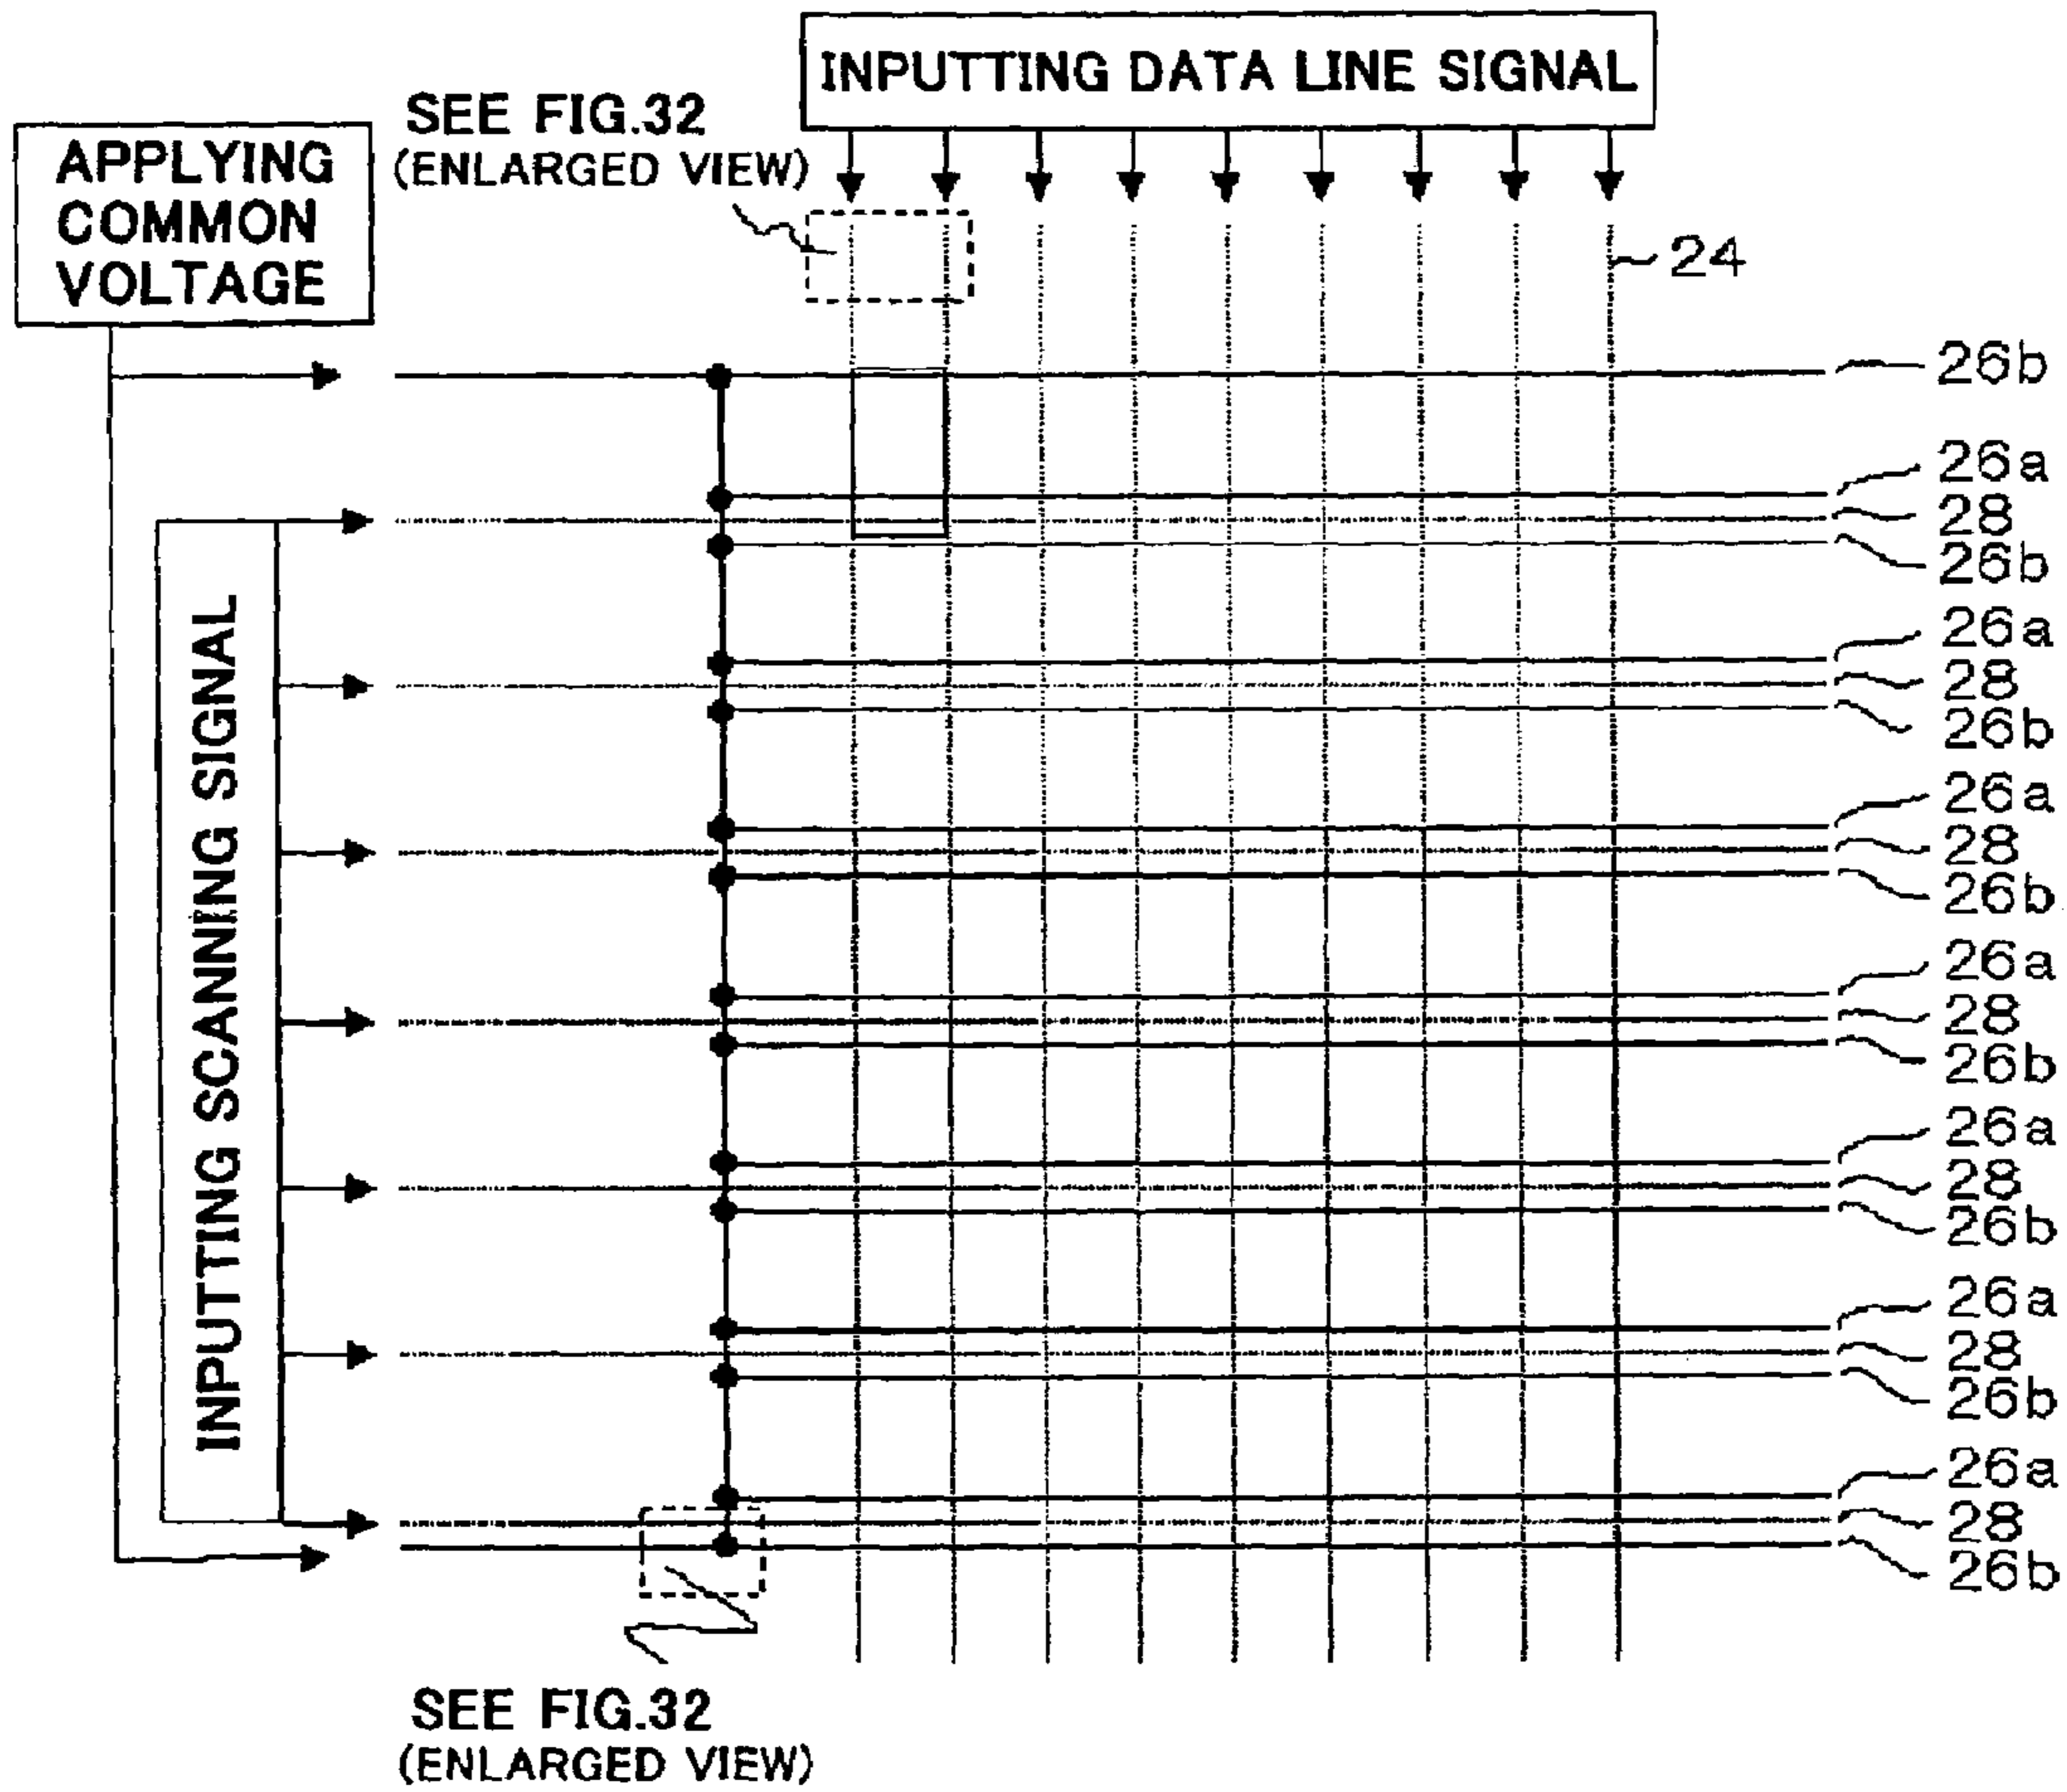 INPUTTING DATA LINE SIGNAL
SEE FIG.32
(ENLARGED VIEW)
APPLYING
COMMON
VOLTAGE
24
26b
26a
28
26b
26a
28
26b
26a
28
26b
26a
28
26b
26a
28
26b
26a
28
26b
26a
28
26b
INPUTTING SCANNING SIGNAL
SEE FIG.32
(ENLARGED VIEW)